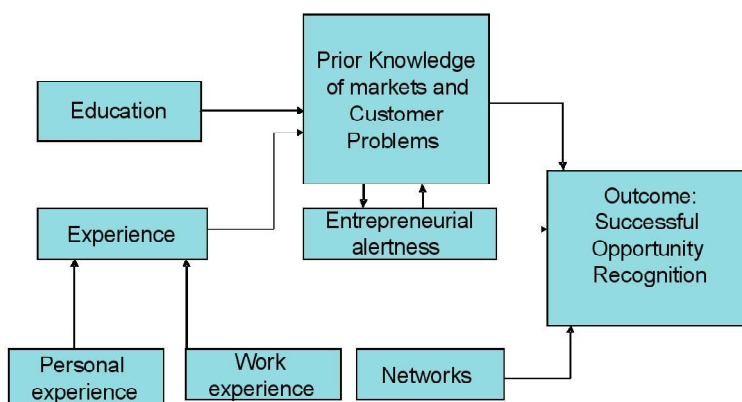 Prior Knowledge
of markets and
Customer
Problems
Education
Outcome:
Successful
Opportunity
Recognition
Experience
Entrepreneurial
alertness
Personal
experience
Work
experience
Networks